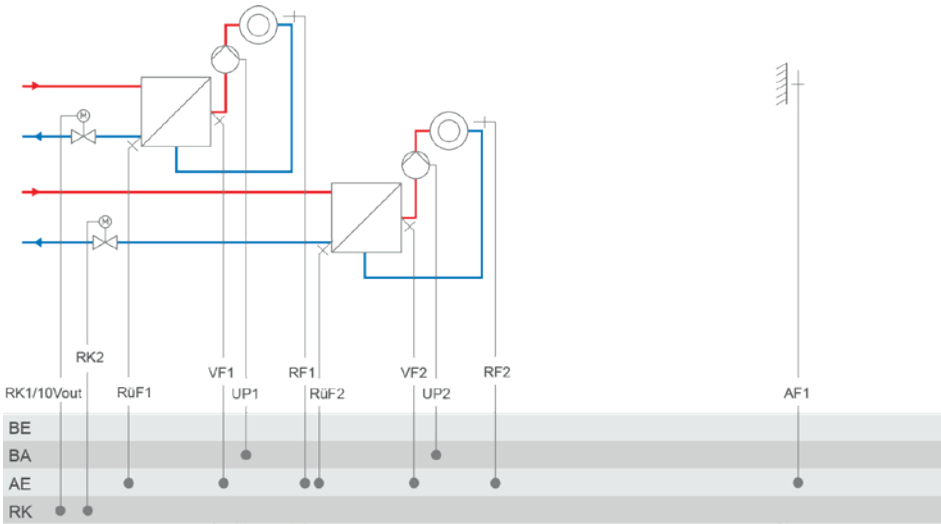 M
M
RK2
VF1
RF1
VF2
RF2
RK1/10Vout
RüF1
UP1
RüF2
UP2
AF1
BE
BA
AE
RK